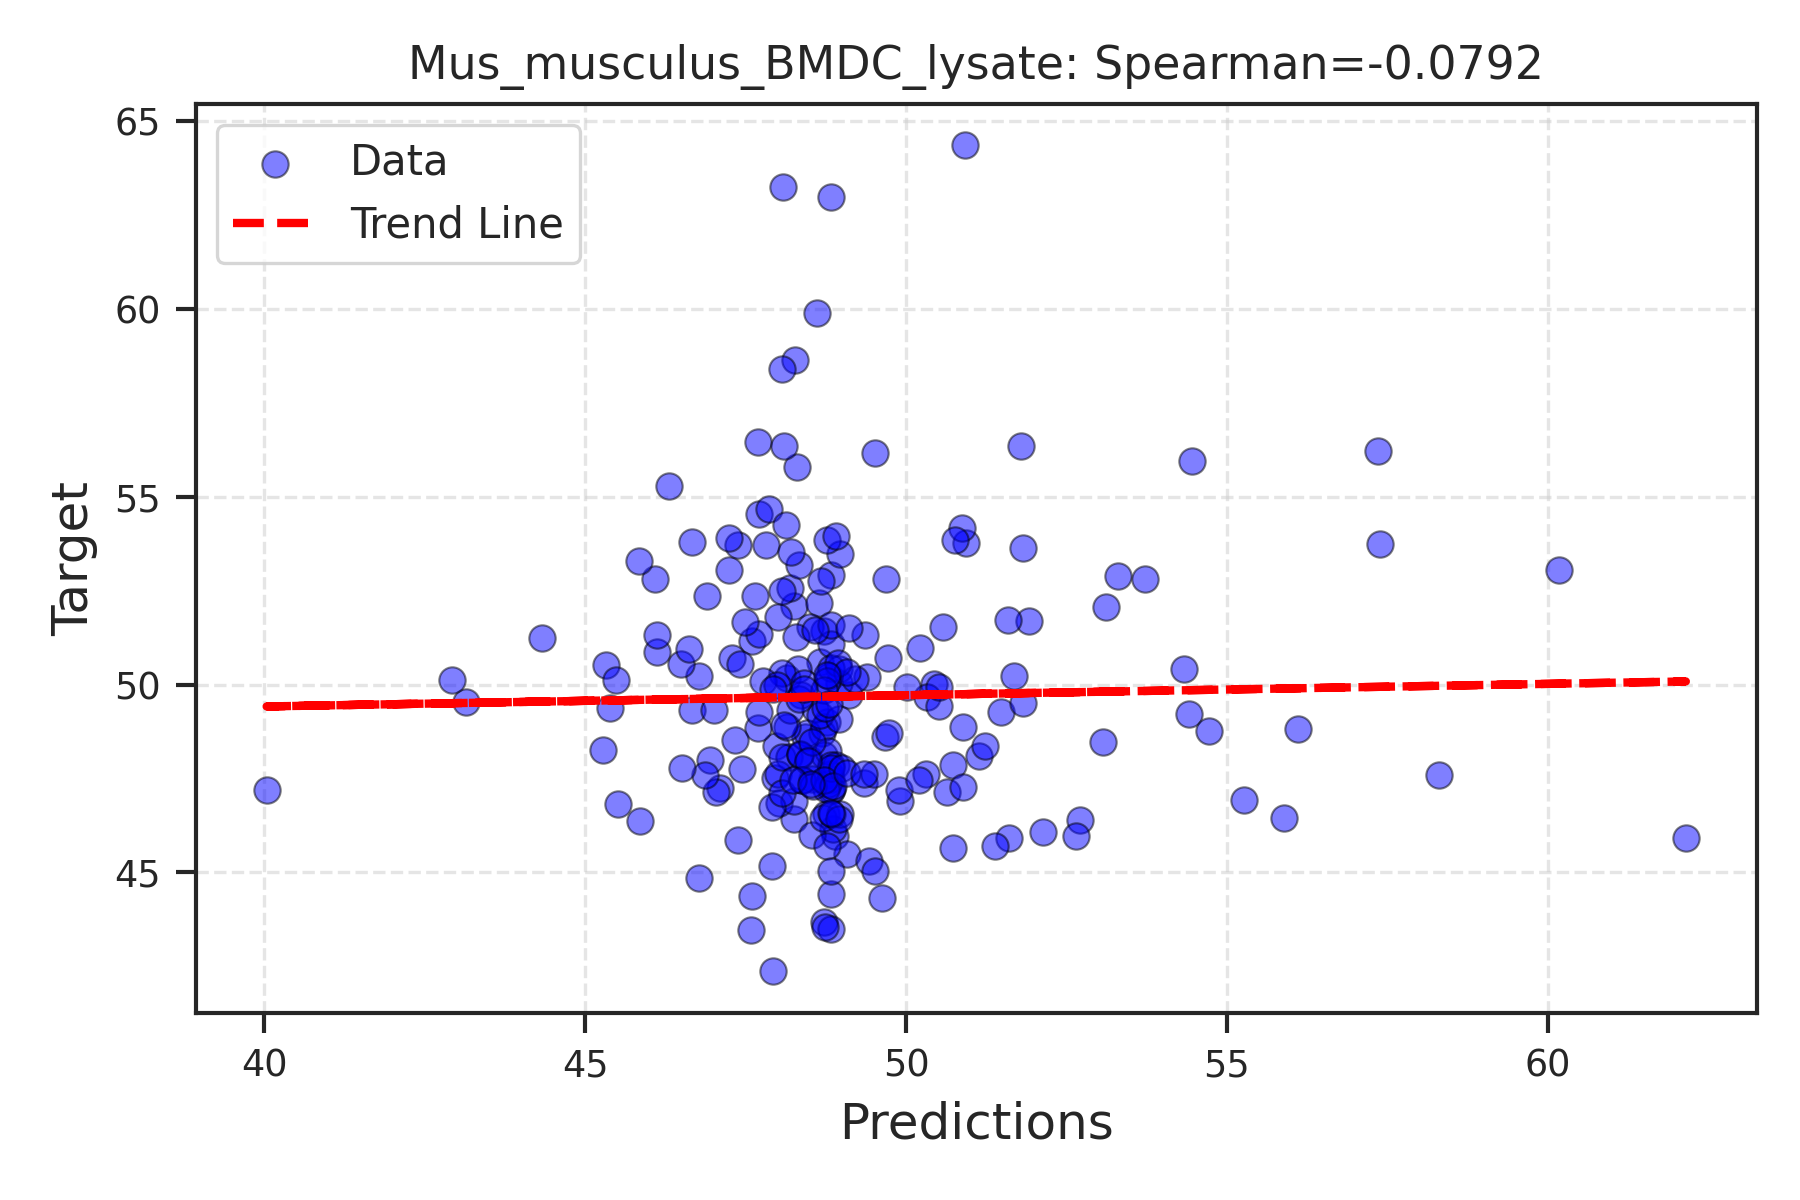 Mus_musculus_BMDC_lysate: Spearman=-0.0792
Data
Trend Line
65
60
55
50
45
Target
40
45
50
55
60
Predictions